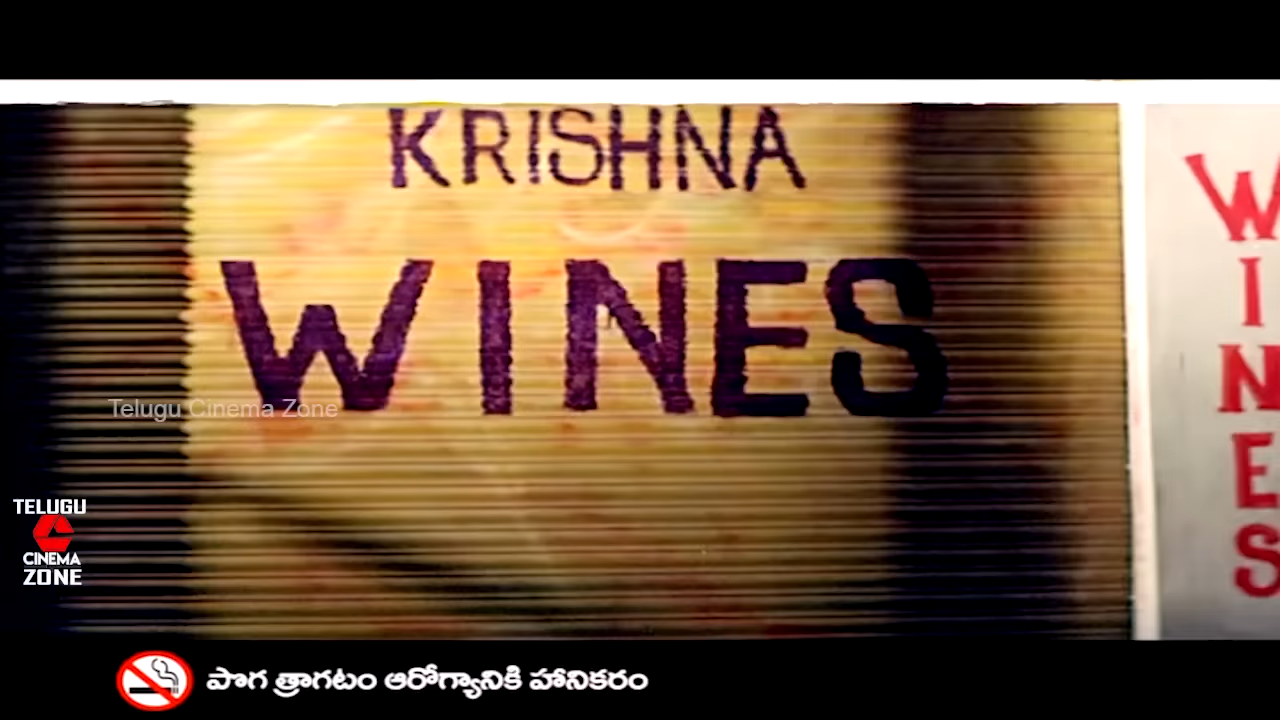 KRISHNA
WINES
W
I
N
E
S
Telugu Cinema Zone
TELUGU
CINEMA
ZONE
పొగ త్రాగటం ఆరోగ్యానికి హానికరం